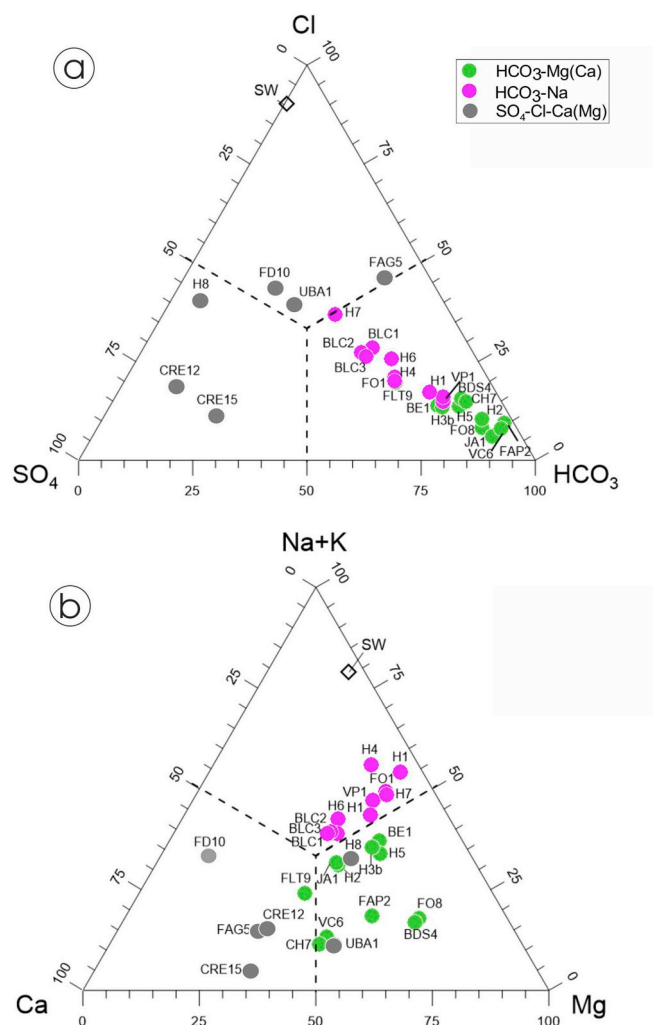 a
Cl
HCO3-Mg(Ca)
HCO3-Na
SO4-Cl-Ca(Mg)
0
100
SW
25
75
50
50
H8
FD10
UBA1
FAG5
H7
BLC2
BLC1
BLC3
H6
H4
FO1
FLT9
CRE12
CRE15
75
25
H1
VP1
BDS4
CH7
BE1
H3b
H5
H2
FO8
JA1
VC6
FAP2
100
0
SO4
HCO3
0
25
50
75
100
b
Na+K
0
100
SW
25
75
50
50
H4
H1
FO1
VP1
H7
H6
H1
BLC2
BLC3
BLC1
BE1
H8
H5
H3b
FD10
JA1
H2
FLT9
75
25
FAP2
FO8
BDS4
CRE12
FAG5
VC6
CH7
UBA1
CRE15
100
0
Ca
Mg
0
25
50
75
100